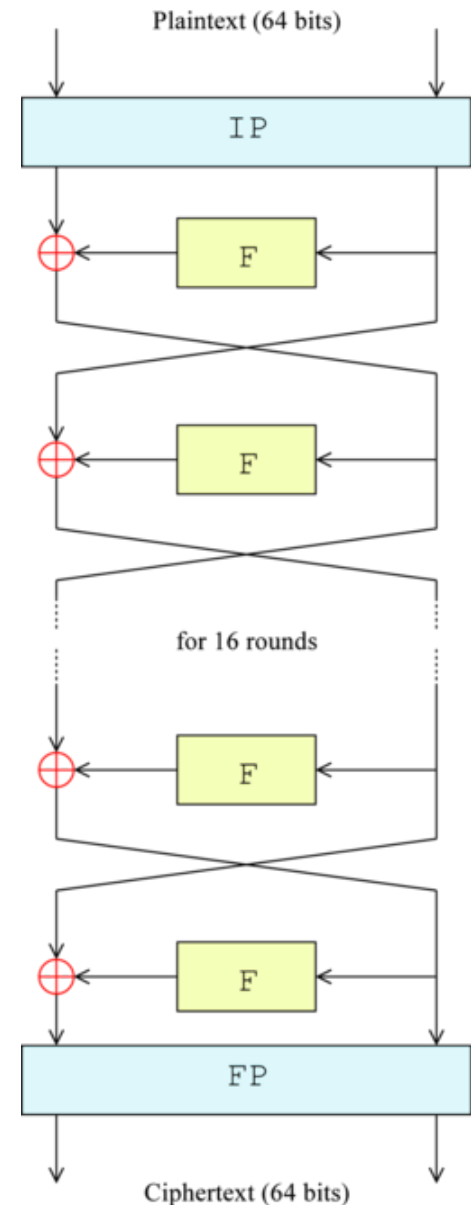 Plaintext (64 bits)
IP
F
F
for 16 rounds
F
F
FP
Ciphertext (64 bits)